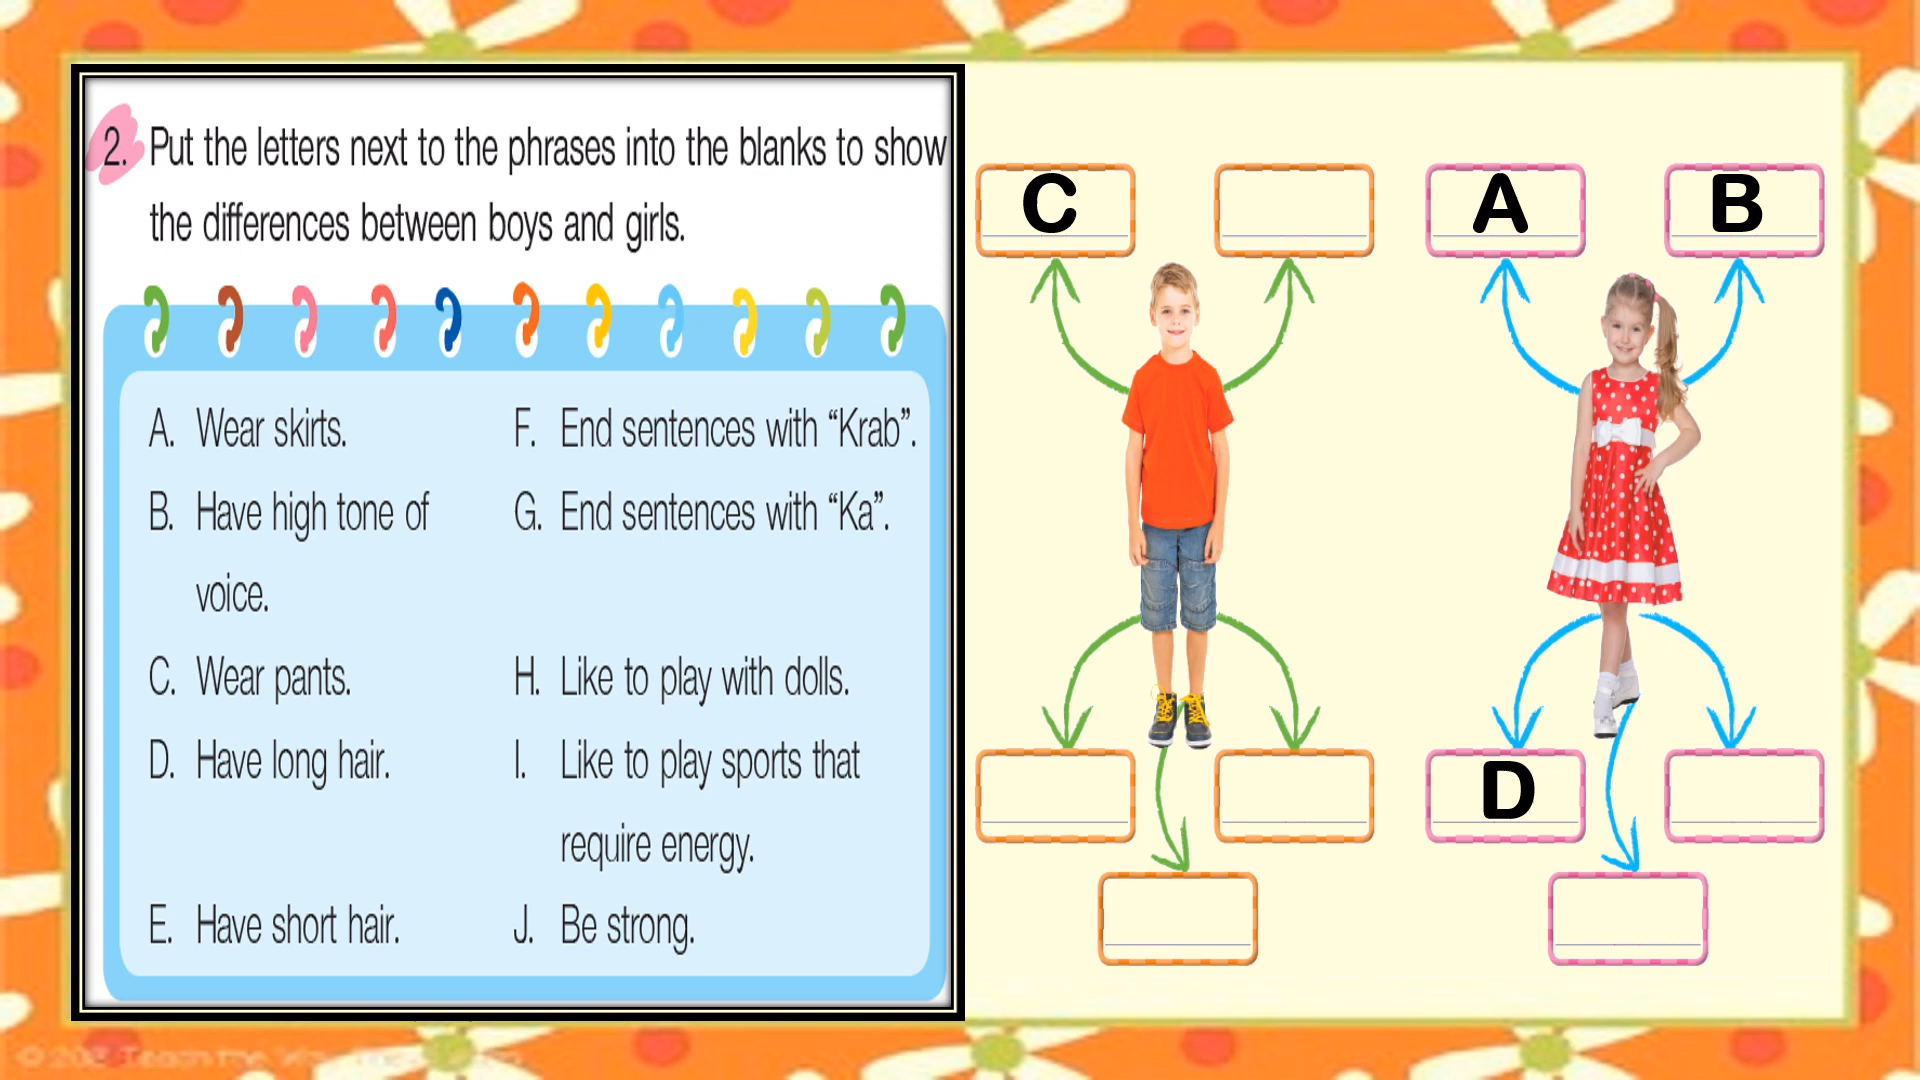 2. Put the letters next to the phrases into the blanks to show
the differences between boys and girls.
A. Wear skirts.
B. Have high tone of
voice.
C. Wear pants.
D. Have long hair.
E. Have short hair.
F. End sentences with “Krab”.
G. End sentences with “Ka”.
H. Like to play with dolls.
I. Like to play sports that
require energy.
J. Be strong.
C
A
B
D